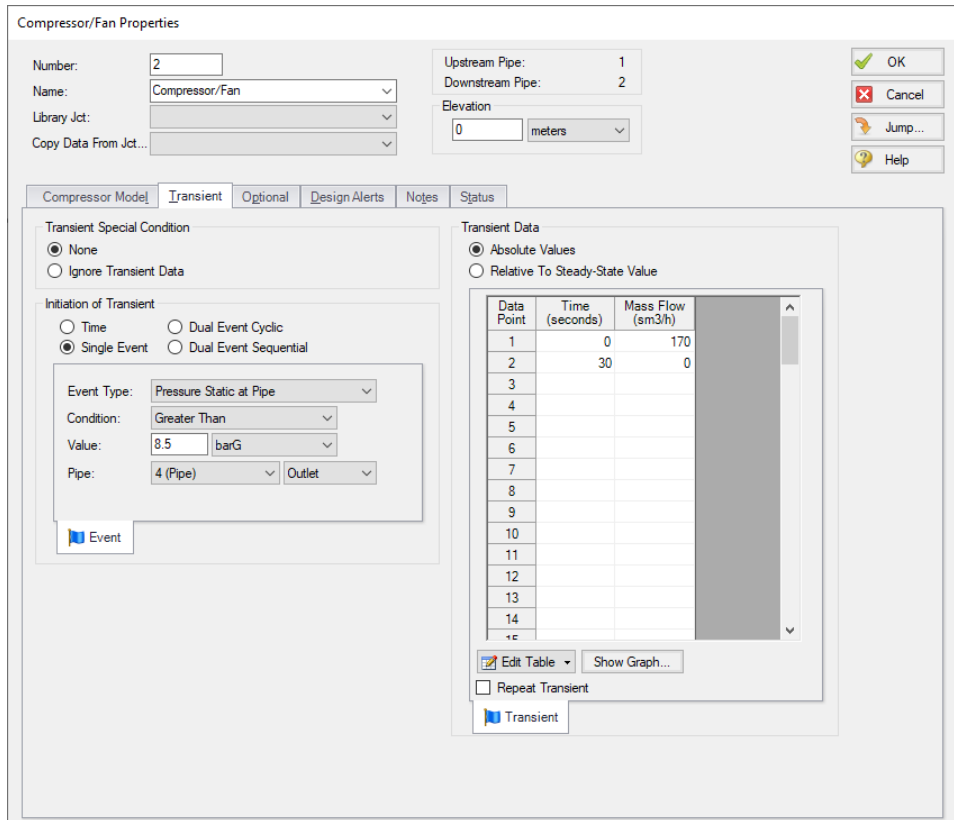 Compressor/Fan Properties
Number: 2
Name: Compressor/Fan
Library Jct:
Copy Data From Jct...
Upstream Pipe: 1
Downstream Pipe: 2
Elevation
0 meters
OK
Cancel
Jump...
Help
Compressor Model Transient Optional Design Alerts Notes Status
Transient Special Condition
None
Ignore Transient Data
Initiation of Transient
Time Dual Event Cyclic
Single Event Dual Event Sequential
Event Type: Pressure Static at Pipe
Condition: Greater Than
Value: 8.5 barG
Pipe: 4 (Pipe) Outlet
Event
Transient Data
Absolute Values
Relative To Steady-State Value
Data Time Mass Flow
Point (seconds) (sm3/h)
1 0 170
2 30 0
3
4
5
6
7
8
9
10
11
12
13
14
15
Edit Table Show Graph...
Repeat Transient
Transient